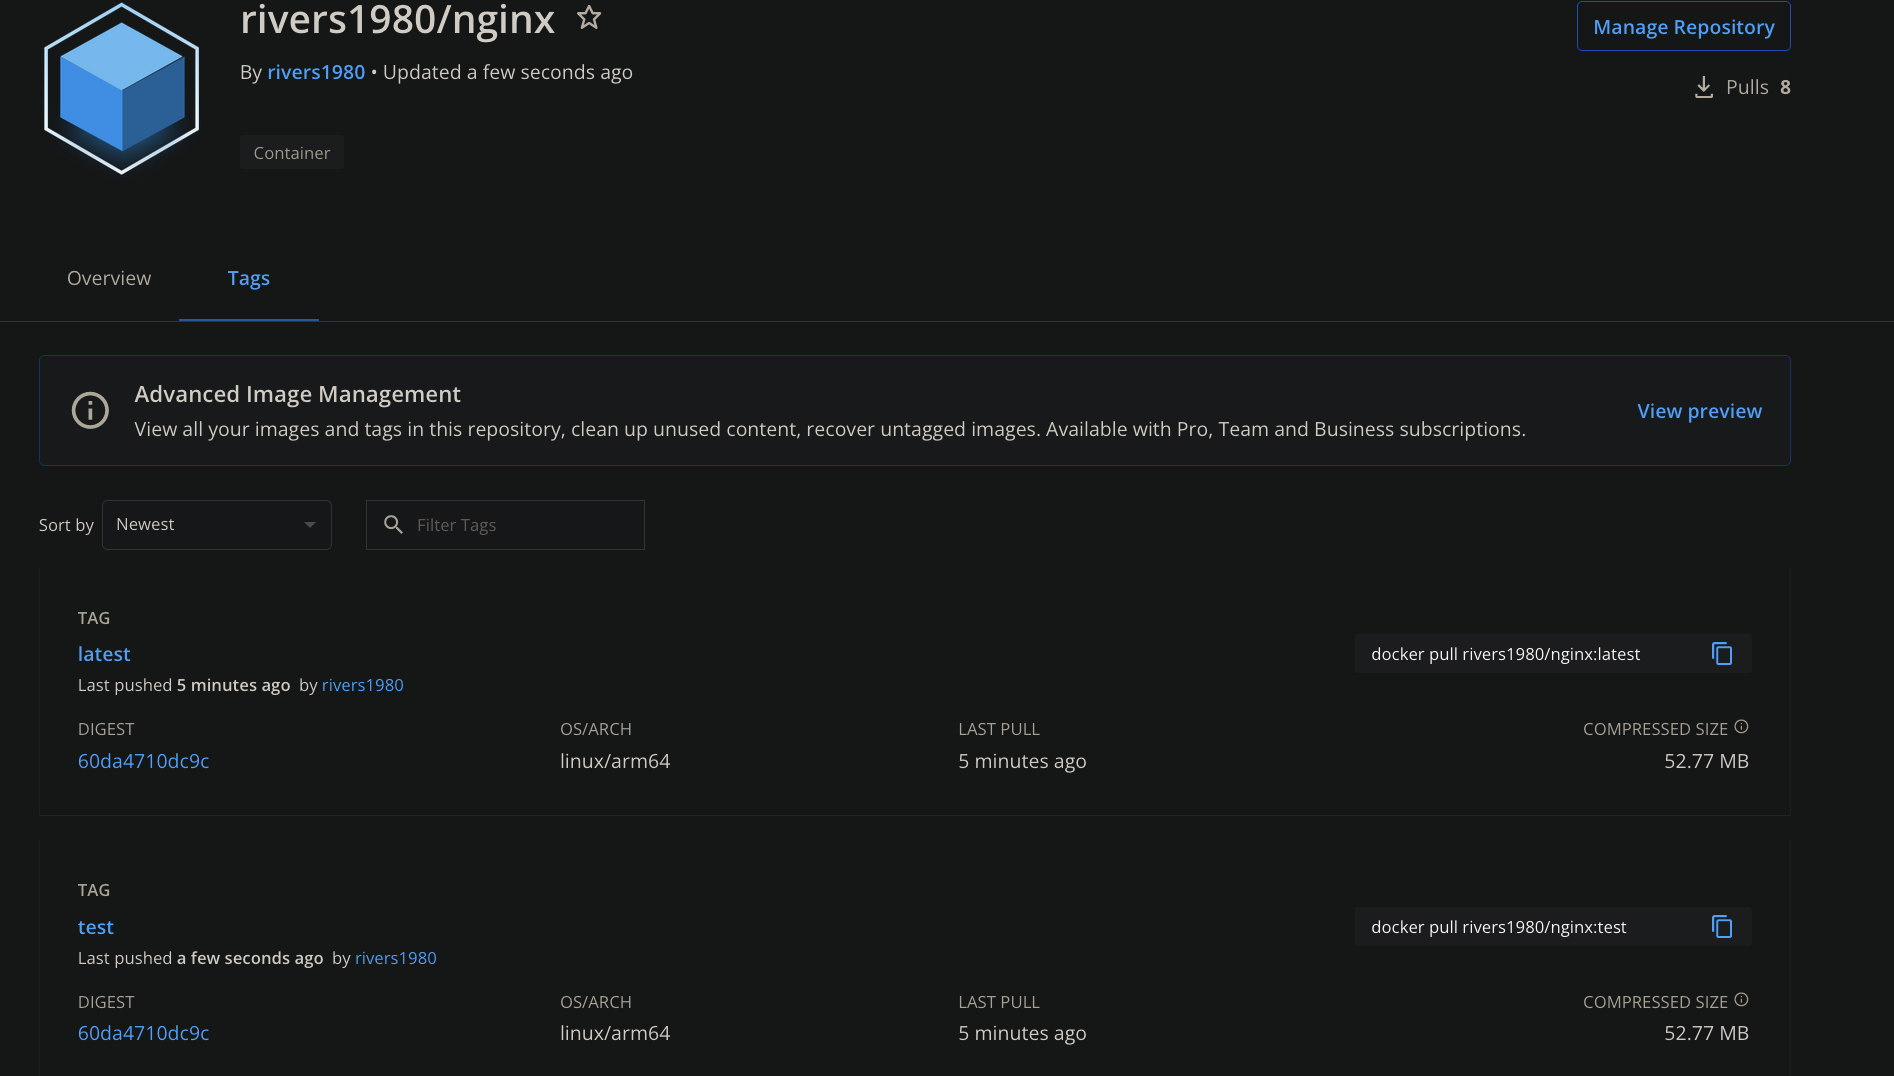 rivers1980/nginx
Manage Repository
By rivers1980 • Updated a few seconds ago
Pulls 8
Container
Overview
Tags
Advanced Image Management
View all your images and tags in this repository, clean up unused content, recover untagged images. Available with Pro, Team and Business subscriptions.
View preview
Sort by
Newest
Filter Tags
TAG
latest
docker pull rivers1980/nginx:latest
Last pushed 5 minutes ago by rivers1980
DIGEST OS/ARCH LAST PULL COMPRESSED SIZE
60da4710dc9c linux/arm64 5 minutes ago 52.77 MB
TAG
test
docker pull rivers1980/nginx:test
Last pushed a few seconds ago by rivers1980
DIGEST OS/ARCH LAST PULL COMPRESSED SIZE
60da4710dc9c linux/arm64 5 minutes ago 52.77 MB